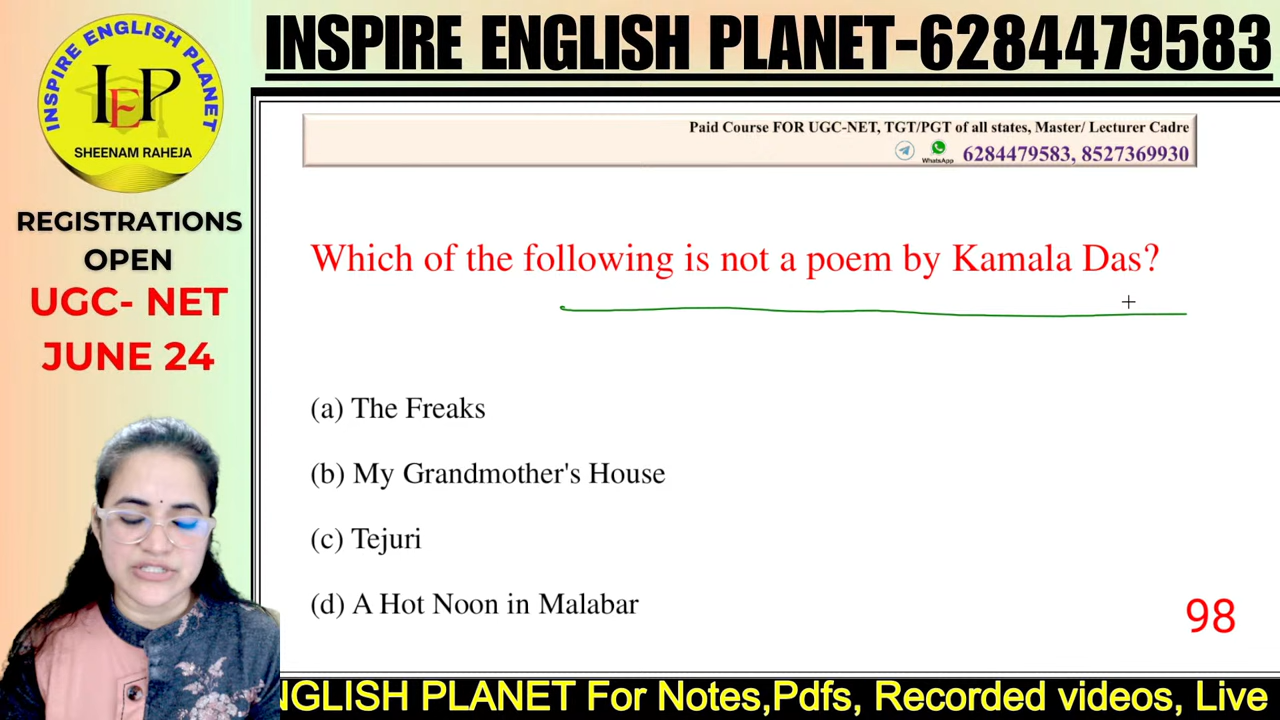 INSPIRE ENGLISH PLANET
IEP
SHEENAM RAHEJA
REGISTRATIONS
OPEN
UGC- NET
JUNE 24
INSPIRE ENGLISH PLANET-6284479583
Paid Course FOR UGC-NET, TGT/PGT of all states, Master/ Lecturer Cadre
WhatsApp 6284479583, 8527369930
Which of the following is not a poem by Kamala Das?
(a) The Freaks
(b) My Grandmother's House
(c) Tejuri
(d) A Hot Noon in Malabar
98
NGLISH PLANET For Notes,Pdfs, Recorded videos, Live